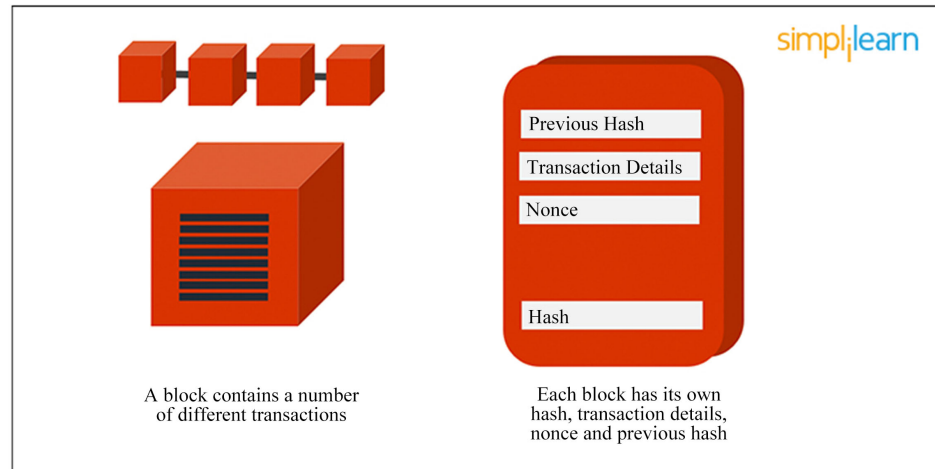 simplilearn
Previous Hash
Transaction Details
Nonce
Hash
A block contains a number
of different transactions
Each block has its own
hash, transaction details,
nonce and previous hash